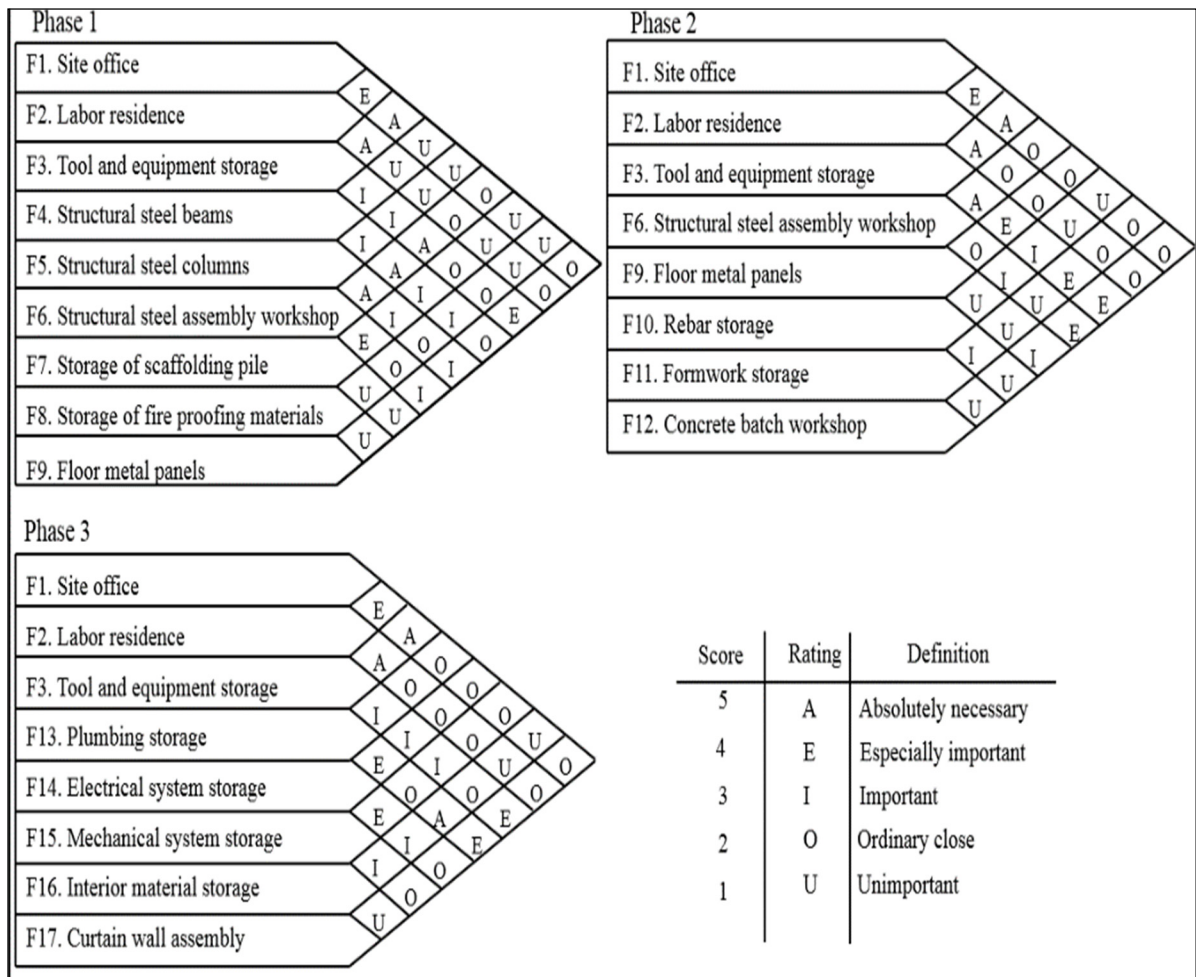 Phase 1
F1. Site office
E
A
F2. Labor residence
A U
U U
F3. Tool and equipment storage
I U O
I O U
F4. Structural steel beams
I A U U
A O U O
F5. Structural steel columns
A I O O
I I E
F6. Structural steel assembly workshop
E O O
O I
F7. Storage of scaffolding pile
U I
U
F8. Storage of fire proofing materials
U
F9. Floor metal panels
Phase 2
F1. Site office
E
A
F2. Labor residence
A O
O O
F3. Tool and equipment storage
A O U
E U O
F6. Structural steel assembly workshop
O I O O
I E O
F9. Floor metal panels
U U E
U E
F10. Rebar storage
I I
U
F11. Formwork storage
U
F12. Concrete batch workshop
Phase 3
F1. Site office
E
A
F2. Labor residence
A O
O O
F3. Tool and equipment storage
I O O
I O U
F13. Plumbing storage
E I U O
O O O
F14. Electrical system storage
E A E
I E
F15. Mechanical system storage
I O
O
F16. Interior material storage
U
F17. Curtain wall assembly
Score Rating Definition
5 A Absolutely necessary
4 E Especially important
3 I Important
2 O Ordinary close
1 U Unimportant